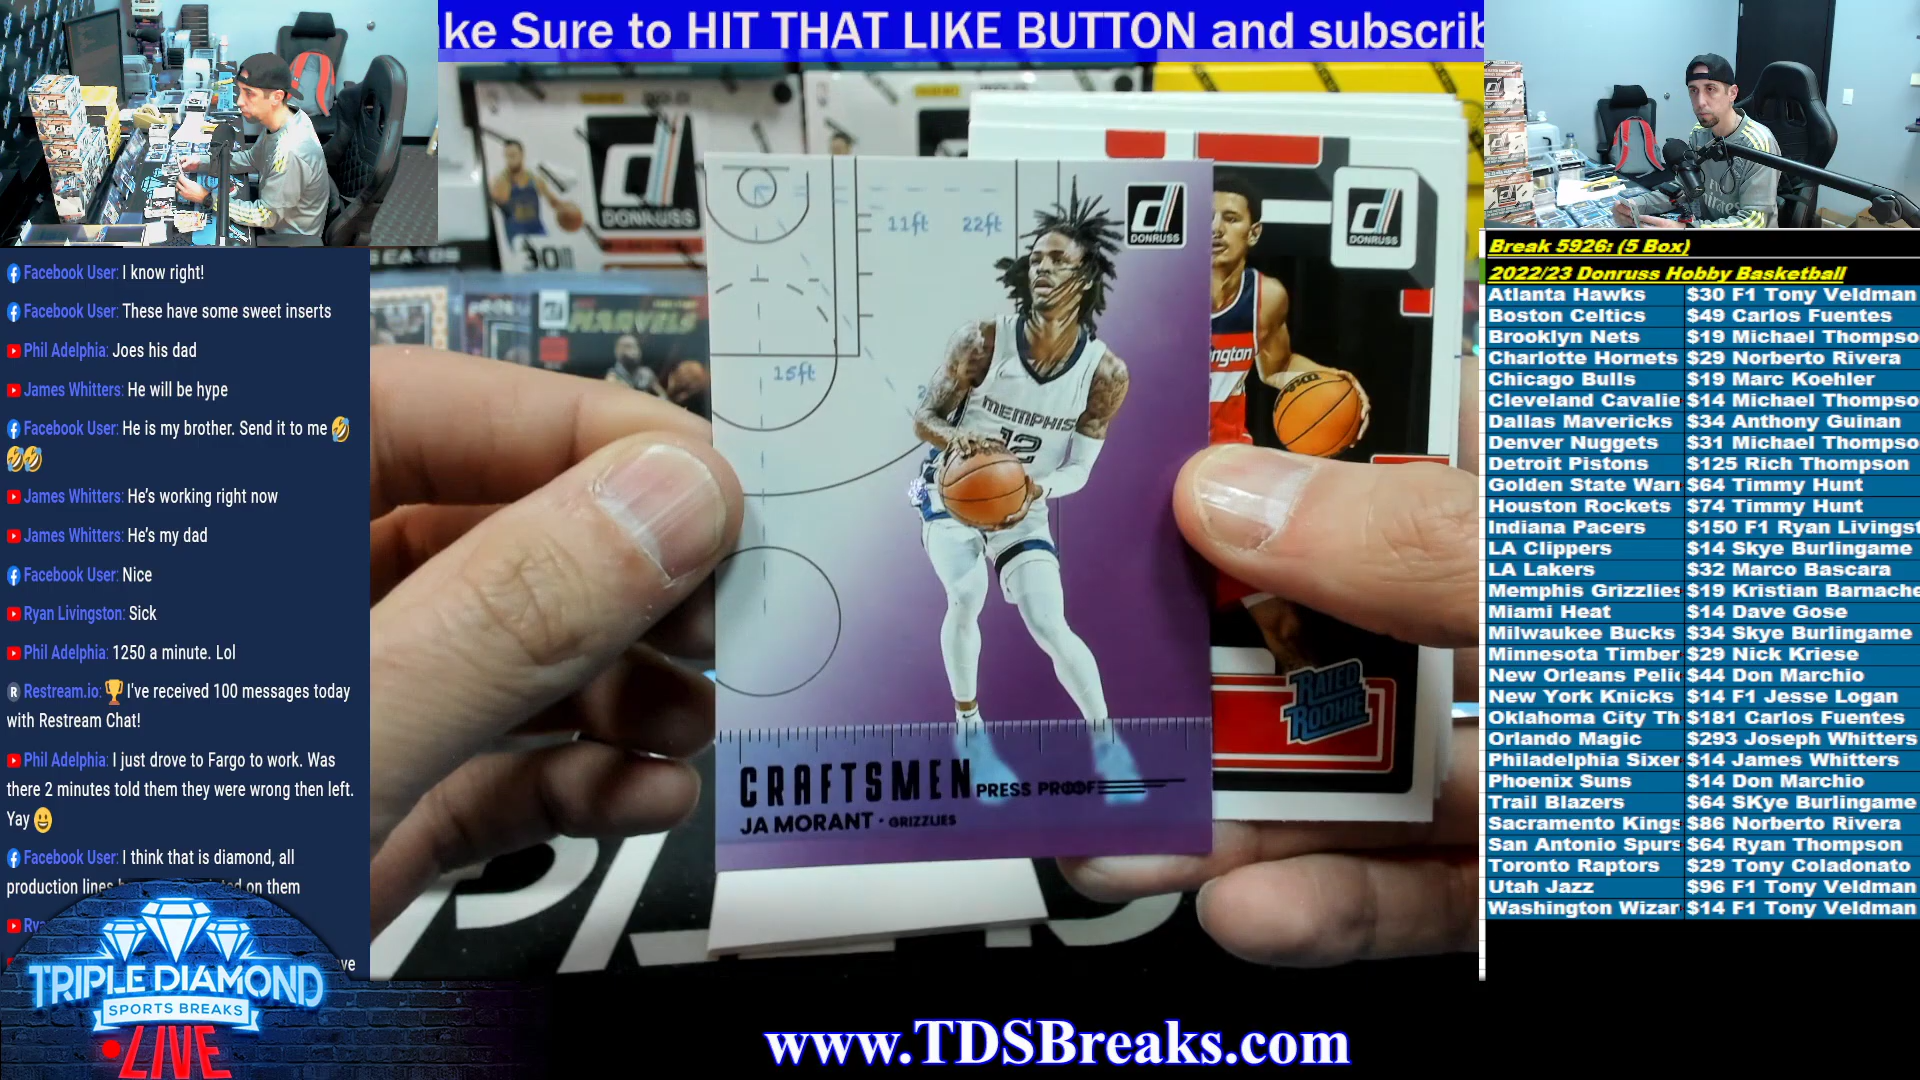 ke Sure to HIT THAT LIKE BUTTON and subscrib
Facebook User: I know right!
Facebook User: These have some sweet inserts
Phil Adelphia: Joes his dad
James Whitters: He will be hype
Facebook User: He is my brother. Send it to me 🤣
🤣🤣
James Whitters: He's working right now
James Whitters: He's my dad
Facebook User: Nice
Ryan Livingston: Sick
Phil Adelphia: 1250 a minute. Lol
Restream.io: 🏆 I've received 100 messages today
with Restream Chat!
Phil Adelphia: I just drove to Fargo to work. Was
there 2 minutes told them they were wrong then left.
Yay 😀
Facebook User: I think that is diamond, all
production lines
on them
TRIPLE DIAMOND
SPORTS BREAKS
LIVE
DONRUSS
MARVELS
11ft 22ft
15ft
DONRUSS
DONRUSS
MEMPHIS
12
ngton
RATED
ROOKIE
CRAFTSMEN PRESS PROOF
JA MORANT • GRIZZLIES
Break 5926: (5 Box)
2022/23 Donruss Hobby Basketball
Atlanta Hawks $30 F1 Tony Veldman
Boston Celtics $49 Carlos Fuentes
Brooklyn Nets $19 Michael Thompso
Charlotte Hornets $29 Norberto Rivera
Chicago Bulls $19 Marc Koehler
Cleveland Cavalie $14 Michael Thompso
Dallas Mavericks $34 Anthony Guinan
Denver Nuggets $31 Michael Thompso
Detroit Pistons $125 Rich Thompson
Golden State Warr $64 Timmy Hunt
Houston Rockets $74 Timmy Hunt
Indiana Pacers $150 F1 Ryan Livingst
LA Clippers $14 Skye Burlingame
LA Lakers $32 Marco Bascara
Memphis Grizzlies $19 Kristian Barnache
Miami Heat $14 Dave Gose
Milwaukee Bucks $34 Skye Burlingame
Minnesota Timber $29 Nick Kriese
New Orleans Pelic $44 Don Marchio
New York Knicks $14 F1 Jesse Logan
Oklahoma City Th $181 Carlos Fuentes
Orlando Magic $293 Joseph Whitters
Philadelphia Sixer $14 James Whitters
Phoenix Suns $14 Don Marchio
Trail Blazers $64 SKye Burlingame
Sacramento Kings $86 Norberto Rivera
San Antonio Spurs $64 Ryan Thompson
Toronto Raptors $29 Tony Coladonato
Utah Jazz $96 F1 Tony Veldman
Washington Wizar $14 F1 Tony Veldman
www.TDSBreaks.com